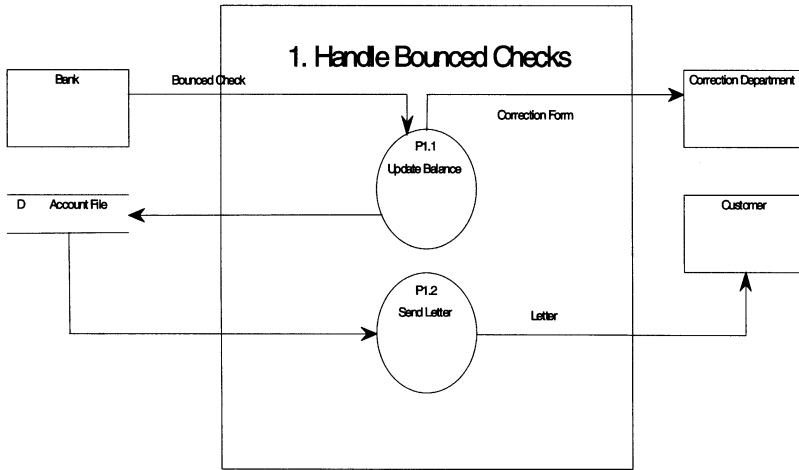 1. Handle Bounced Checks
Bank
Bounced Check
Correction Department
Correction Form
P1.1
Update Balance
D Account File
Customer
P1.2
Send Letter
Letter